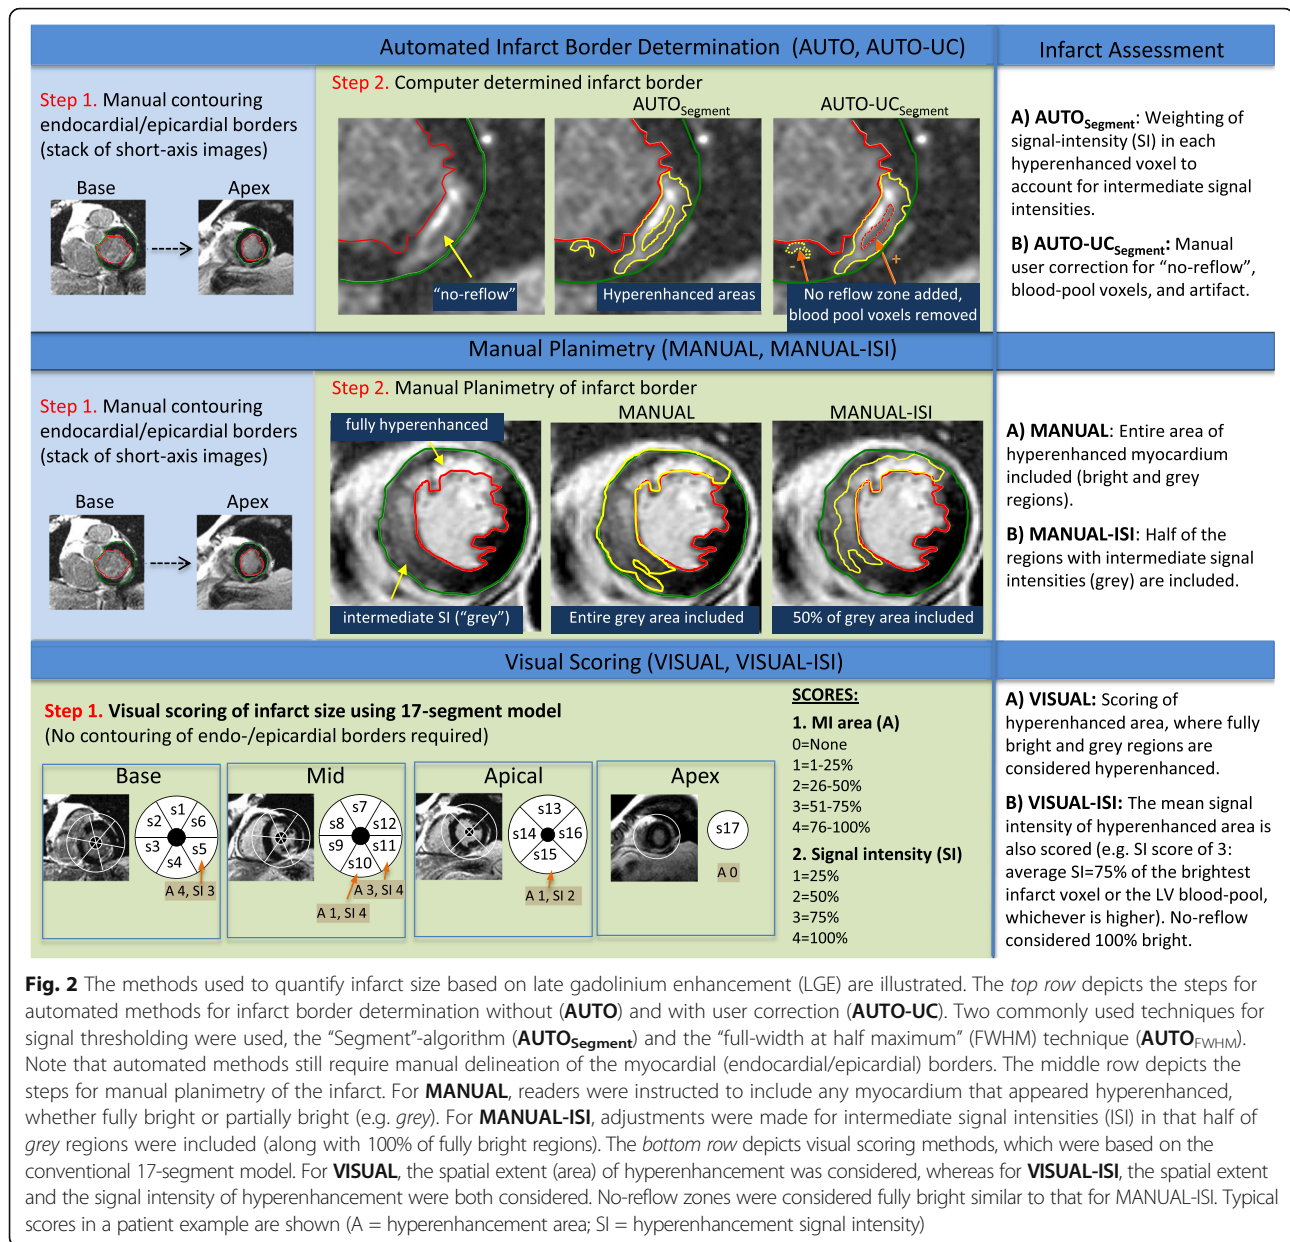 Automated Infarct Border Determination (AUTO, AUTO-UC)
Infarct Assessment
Step 1. Manual contouring
endocardial/epicardial borders
(stack of short-axis images)
Base
Apex
Step 2. Computer determined infarct border
AUTOSegment
AUTO-UCSegment
"no-reflow"
Hyperenhanced areas
-
+
No reflow zone added,
blood pool voxels removed
A) AUTOSegment: Weighting of
signal-intensity (SI) in each
hyperenhanced voxel to
account for intermediate signal
intensities.
B) AUTO-UCSegment: Manual
user correction for "no-reflow",
blood-pool voxels, and artifact.
Manual Planimetry (MANUAL, MANUAL-ISI)
Step 1. Manual contouring
endocardial/epicardial borders
(stack of short-axis images)
Base
Apex
Step 2. Manual Planimetry of infarct border
fully hyperenhanced
MANUAL
MANUAL-ISI
intermediate SI ("grey")
Entire grey area included
50% of grey area included
A) MANUAL: Entire area of
hyperenhanced myocardium
included (bright and grey
regions).
B) MANUAL-ISI: Half of the
regions with intermediate signal
intensities (grey) are included.
Visual Scoring (VISUAL, VISUAL-ISI)
Step 1. Visual scoring of infarct size using 17-segment model
(No contouring of endo-/epicardial borders required)
Base
s1
s2
s6
s3
s5
s4
A 4, SI 3
Mid
s7
s8
s12
s9
s11
s10
A 3, SI 4
A 1, SI 4
Apical
s13
s14
s16
s15
A 1, SI 2
Apex
s17
A 0
SCORES:
1. MI area (A)
0=None
1=1-25%
2=26-50%
3=51-75%
4=76-100%
2. Signal intensity (SI)
1=25%
2=50%
3=75%
4=100%
A) VISUAL: Scoring of
hyperenhanced area, where fully
bright and grey regions are
considered hyperenhanced.
B) VISUAL-ISI: The mean signal
intensity of hyperenhanced area is
also scored (e.g. SI score of 3:
average SI=75% of the brightest
infarct voxel or the LV blood-pool,
whichever is higher). No-reflow
considered 100% bright.
Fig. 2 The methods used to quantify infarct size based on late gadolinium enhancement (LGE) are illustrated. The top row depicts the steps for
automated methods for infarct border determination without (AUTO) and with user correction (AUTO-UC). Two commonly used techniques for
signal thresholding were used, the "Segment"-algorithm (AUTOSegment) and the "full-width at half maximum" (FWHM) technique (AUTOFWHM).
Note that automated methods still require manual delineation of the myocardial (endocardial/epicardial) borders. The middle row depicts the
steps for manual planimetry of the infarct. For MANUAL, readers were instructed to include any myocardium that appeared hyperenhanced,
whether fully bright or partially bright (e.g. grey). For MANUAL-ISI, adjustments were made for intermediate signal intensities (ISI) in that half of
grey regions were included (along with 100% of fully bright regions). The bottom row depicts visual scoring methods, which were based on the
conventional 17-segment model. For VISUAL, the spatial extent (area) of hyperenhancement was considered, whereas for VISUAL-ISI, the spatial extent
and the signal intensity of hyperenhancement were both considered. No-reflow zones were considered fully bright similar to that for MANUAL-ISI. Typical
scores in a patient example are shown (A = hyperenhancement area; SI = hyperenhancement signal intensity)